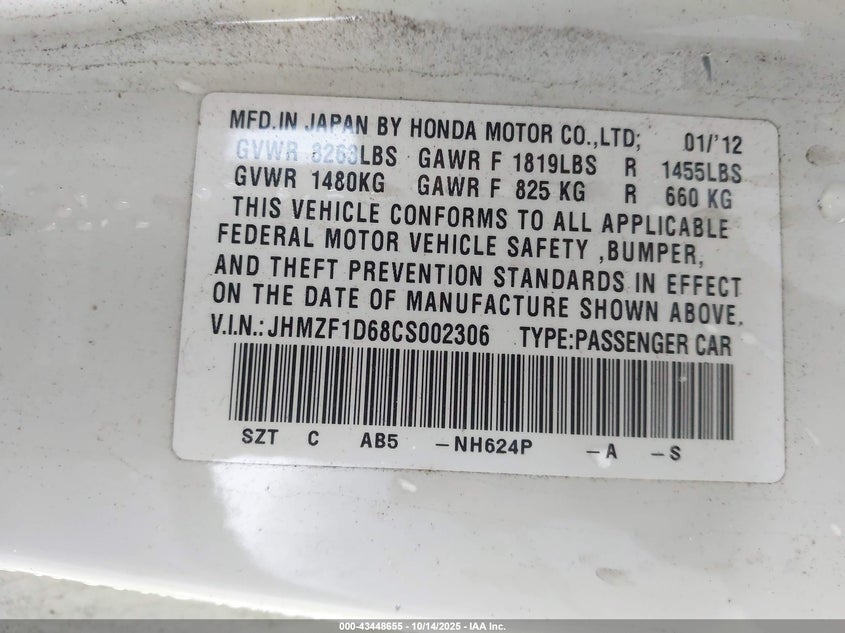 MFD.IN JAPAN BY HONDA MOTOR CO.,LTD; 01/'12
GVWR 3263LBS GAWR F 1819LBS R 1455LBS
GVWR 1480KG GAWR F 825 KG R 660 KG
THIS VEHICLE CONFORMS TO ALL APPLICABLE
FEDERAL MOTOR VEHICLE SAFETY ,BUMPER,
AND THEFT PREVENTION STANDARDS IN EFFECT
ON THE DATE OF MANUFACTURE SHOWN ABOVE.
V.I.N.: JHMZF1D68CS002306 TYPE:PASSENGER CAR
SZT C AB5 –NH624P –A –S
000-43448655 - 10/14/2025 - IAA Inc.